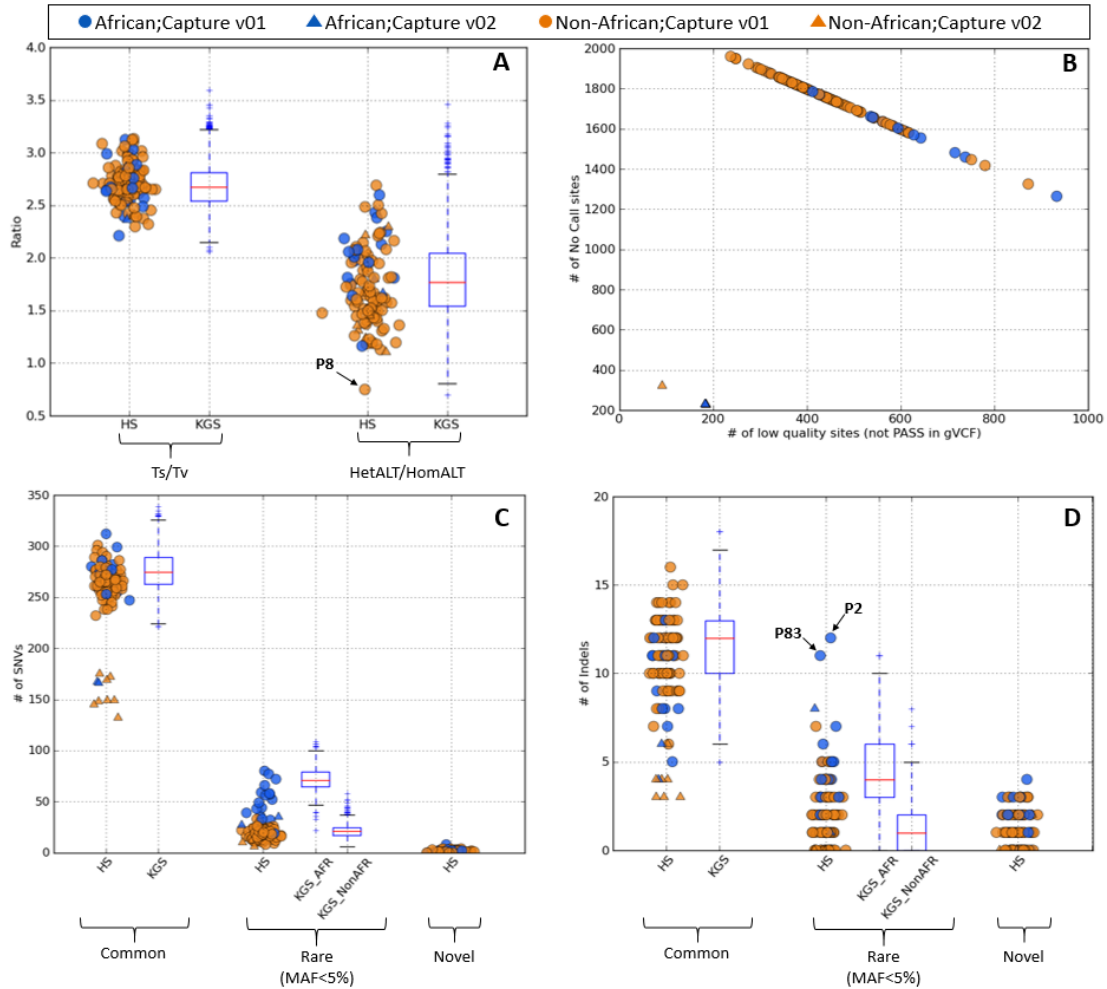 African;Capture v01 African;Capture v02 Non-African;Capture v01 Non-African;Capture v02
A
4.0
3.5
3.0
2.5
2.0
1.5
1.0
0.5
Ratio
P8
HS KGS HS KGS
Ts/Tv HetALT/HomALT
B
2000
1800
1600
1400
1200
1000
800
600
400
200
# of No Call sites
0 200 400 600 800 1000
# of low quality sites (not PASS in gVCF)
C
350
300
250
200
150
100
50
0
# of SNVs
HS KGS HS KGS_AFR KGS_NonAFR HS
Common Rare Novel
(MAF<5%)
D
20
15
10
5
0
# of Indels
P83 P2
HS KGS HS KGS_AFR KGS_NonAFR HS
Common Rare Novel
(MAF<5%)